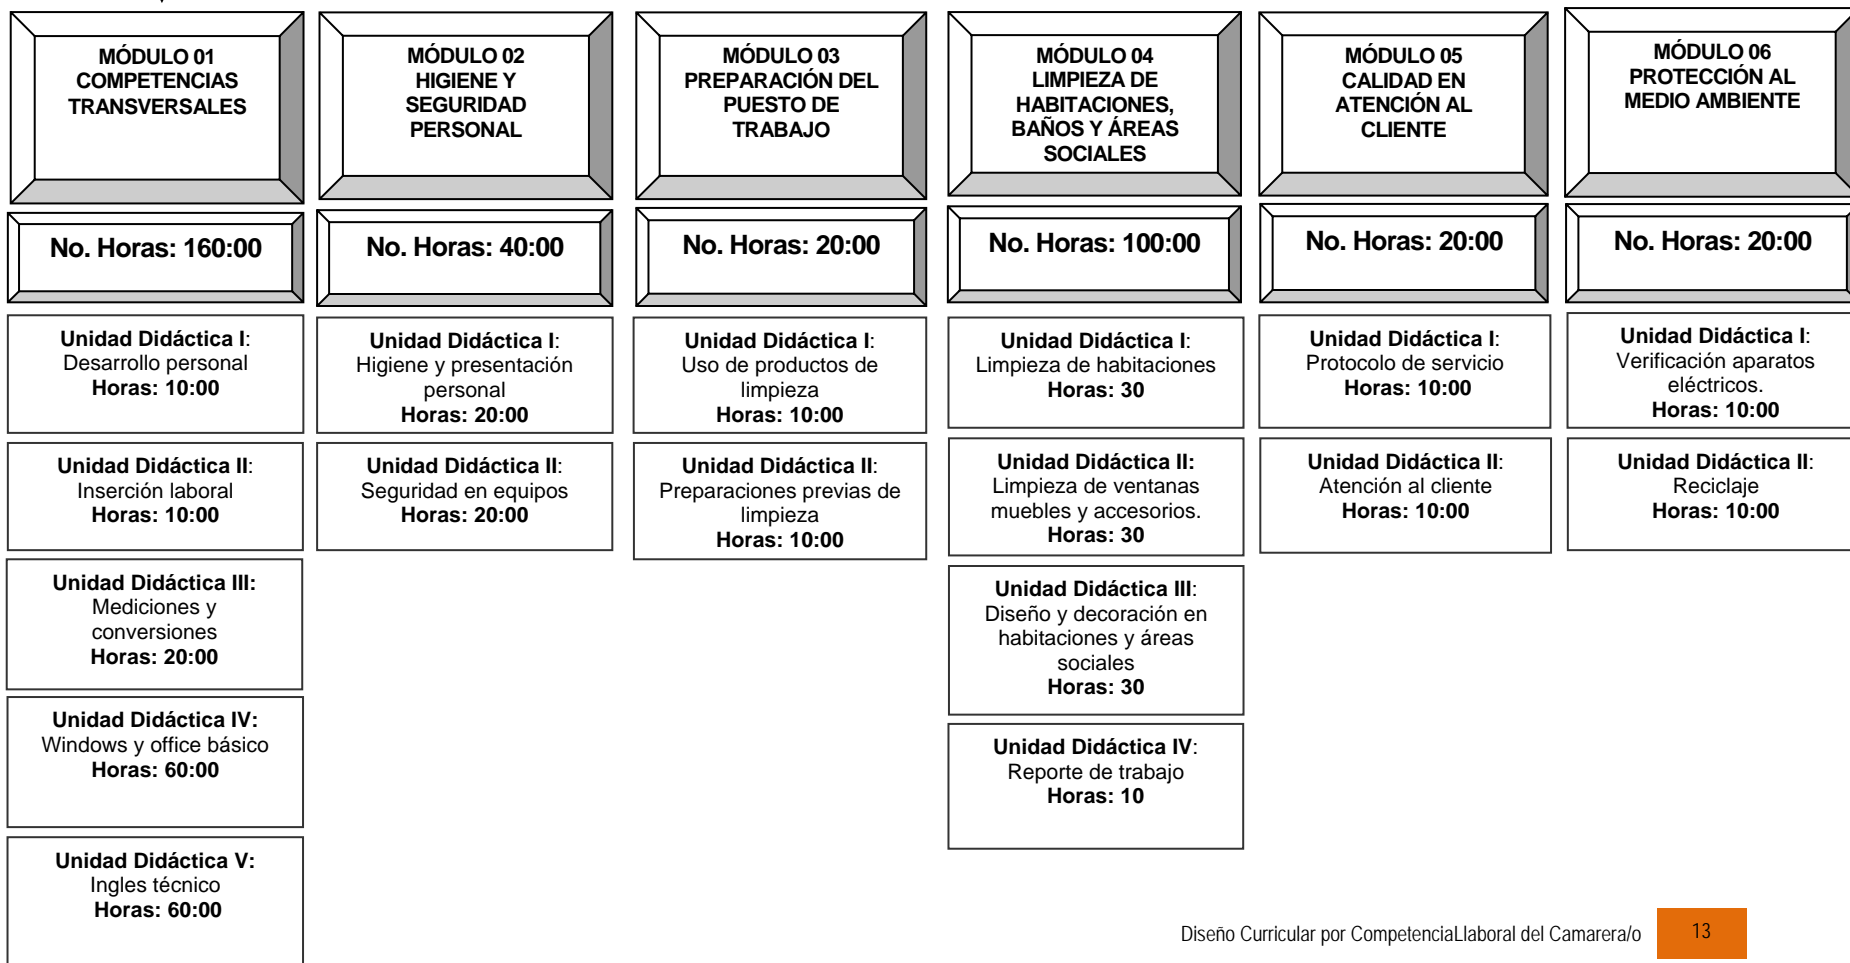 MÓDULO 01
COMPETENCIAS
TRANSVERSALES
No. Horas: 160:00
Unidad Didáctica I:
Desarrollo personal
Horas: 10:00
Unidad Didáctica II:
Inserción laboral
Horas: 10:00
Unidad Didáctica III:
Mediciones y
conversiones
Horas: 20:00
Unidad Didáctica IV:
Windows y office básico
Horas: 60:00
Unidad Didáctica V:
Ingles técnico
Horas: 60:00
MÓDULO 02
HIGIENE Y
SEGURIDAD
PERSONAL
No. Horas: 40:00
Unidad Didáctica I:
Higiene y presentación
personal
Horas: 20:00
Unidad Didáctica II:
Seguridad en equipos
Horas: 20:00
MÓDULO 03
PREPARACIÓN DEL
PUESTO DE
TRABAJO
No. Horas: 20:00
Unidad Didáctica I:
Uso de productos de
limpieza
Horas: 10:00
Unidad Didáctica II:
Preparaciones previas de
limpieza
Horas: 10:00
MÓDULO 04
LIMPIEZA DE
HABITACIONES,
BAÑOS Y ÁREAS
SOCIALES
No. Horas: 100:00
Unidad Didáctica I:
Limpieza de habitaciones
Horas: 30
Unidad Didáctica II:
Limpieza de ventanas
muebles y accesorios.
Horas: 30
Unidad Didáctica III:
Diseño y decoración en
habitaciones y áreas
sociales
Horas: 30
Unidad Didáctica IV:
Reporte de trabajo
Horas: 10
MÓDULO 05
CALIDAD EN
ATENCIÓN AL
CLIENTE
No. Horas: 20:00
Unidad Didáctica I:
Protocolo de servicio
Horas: 10:00
Unidad Didáctica II:
Atención al cliente
Horas: 10:00
MÓDULO 06
PROTECCIÓN AL
MEDIO AMBIENTE
No. Horas: 20:00
Unidad Didáctica I:
Verificación aparatos
eléctricos.
Horas: 10:00
Unidad Didáctica II:
Reciclaje
Horas: 10:00
Diseño Curricular por CompetenciaLlaboral del Camarera/o 13